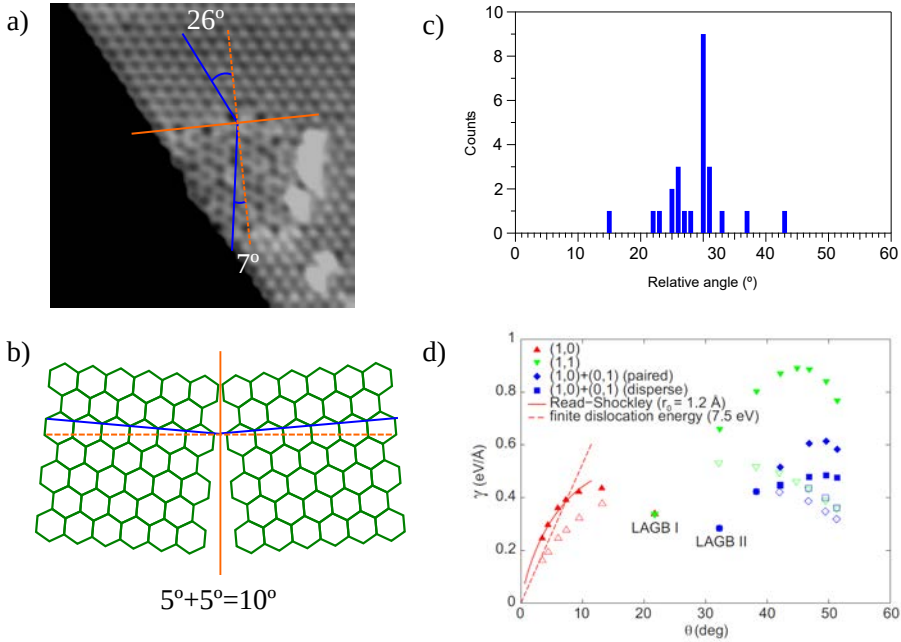 a)
26º
7º
b)
5º+5º=10º
c)
10
8
6
4
2
0
Counts
0 10 20 30 40 50 60
Relative angle (º)
d)
1
0.8
0.6
0.4
0.2
0
γ (eV/Å)
(1,0)
(1,1)
(1,0)+(0,1) (paired)
(1,0)+(0,1) (disperse)
Read−Shockley (r₀ = 1.2 Å)
finite dislocation energy (7.5 eV)
LAGB I
LAGB II
0 10 20 30 40 50 60
θ(deg)